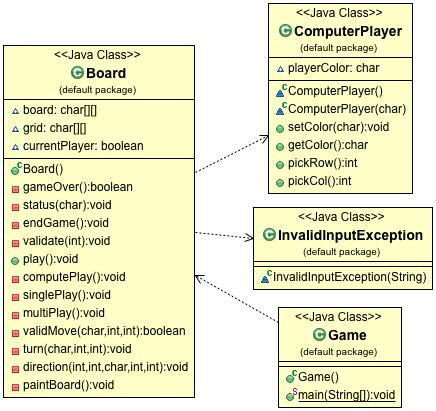 <<Java Class>>
Board
(default package)
board: char[][]
grid: char[][]
currentPlayer: boolean
Board()
gameOver():boolean
status(char):void
endGame():void
validate(int):void
play():void
computePlay():void
singlePlay():void
multiPlay():void
validMove(char,int,int):boolean
turn(char,int,int):void
direction(int,int,char,int,int):void
paintBoard():void
<<Java Class>>
ComputerPlayer
(default package)
playerColor: char
ComputerPlayer()
ComputerPlayer(char)
setColor(char):void
getColor():char
pickRow():int
pickCol():int
<<Java Class>>
InvalidInputException
(default package)
InvalidInputException(String)
<<Java Class>>
Game
(default package)
Game()
main(String[]):void